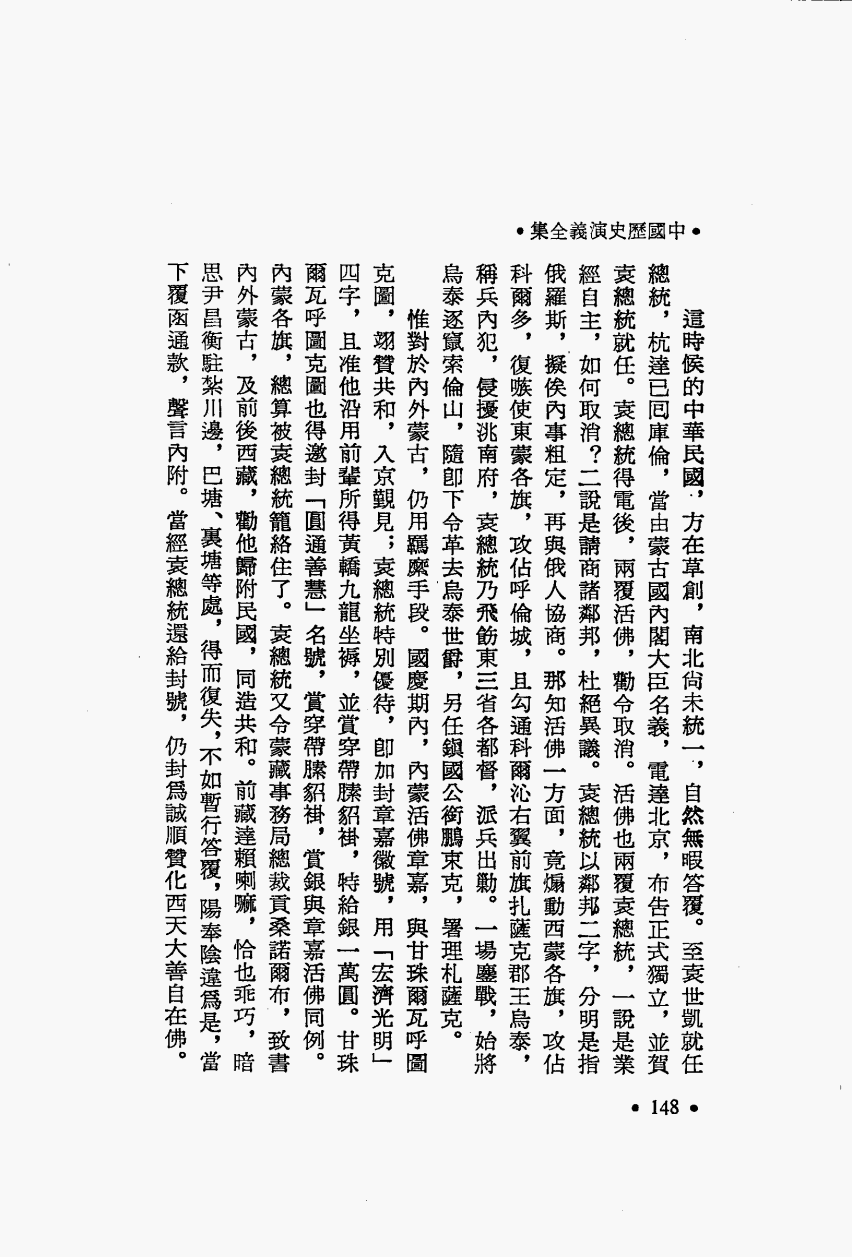 •中國歷史演義全集•
這時候的中華民國，方在草創，南北尚未統一，自然無暇答覆。至袁世凱就任
總統，杭達已回庫倫，當由蒙古國內閣大臣名義，電達北京，布告正式獨立，並賀
袁總統就任。袁總統得電後，兩覆活佛，勸令取消。活佛也兩覆袁總統，一說是業
經自主，如何取消？二說是請商諸鄰邦，杜絕異議。袁總統以鄰邦二字，分明是指
俄羅斯，擬俟內事粗定，再與俄人協商。那知活佛一方面，竟煽動西蒙各旗，攻佔
科爾多，復嗾使東蒙各旗，攻佔呼倫城，且勾通科爾沁右翼前旗扎薩克郡王烏泰，
稱兵內犯，侵擾洮南府，袁總統乃飛飭東三省各都督，派兵出勦。一場鏖戰，始將
烏泰逐竄索倫山，隨卽下令革去烏泰世爵，另任鎭國公銜鵬束克，署理札薩克。
惟對於內外蒙古，仍用羈縻手段。國慶期內，內蒙活佛章嘉，與甘珠爾瓦呼圖
克圖，翊贊共和，入京覲見；袁總統特別優待，卽加封章嘉徽號，用「宏濟光明」
四字，且准他沿用前輩所得黃轎九龍坐褥，並賞穿帶膆貂褂，特給銀一萬圓。甘珠
爾瓦呼圖克圖也得邀封「圓通善慧」名號，賞穿帶膆貂褂，賞銀與章嘉活佛同例。
內蒙各旗，總算被袁總統籠絡住了。袁總統又令蒙藏事務局總裁貢桑諾爾布，致書
內外蒙古，及前後西藏，勸他歸附民國，同造共和。前藏達賴喇嘛，恰也乖巧，暗
思尹昌衡駐紮川邊，巴塘、裏塘等處，得而復失，不如暫行答覆，陽奉陰違爲是，當
下覆函通款，聲言內附。當經袁總統還給封號，仍封爲誠順贊化西天大善自在佛。
•148•